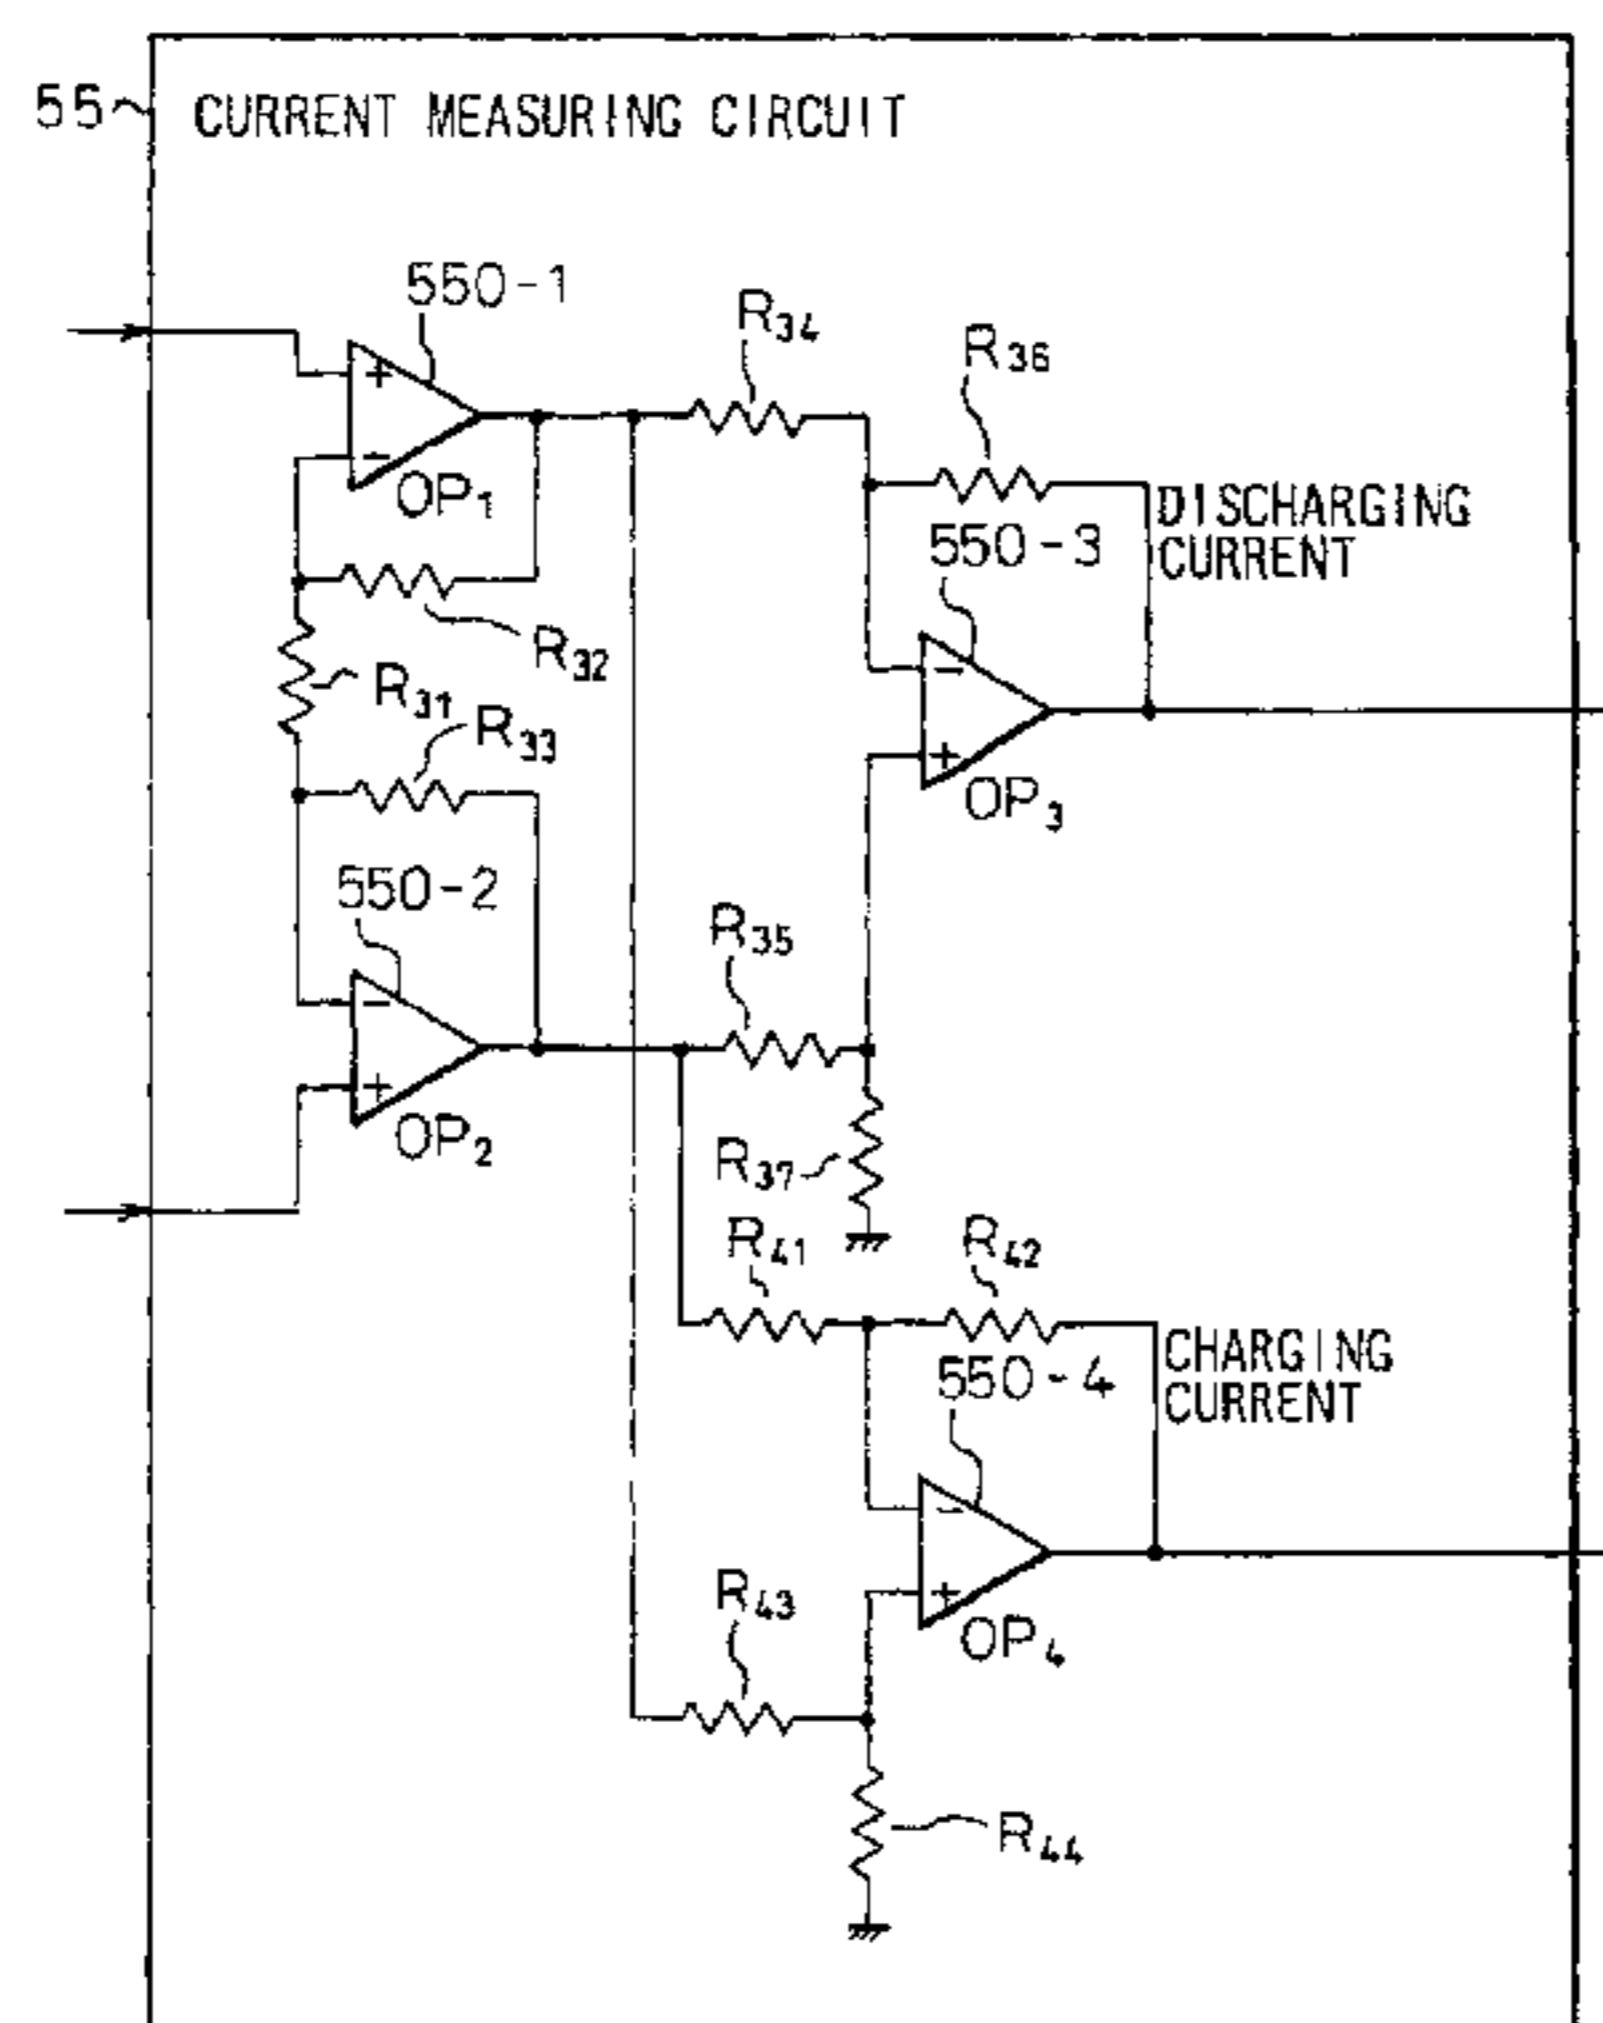 55 CURRENT MEASURING CIRCUIT
550-1
R34
R36
+
-
OP1
DISCHARGING
CURRENT
550-3
R32
R31
R33
-
+
OP3
550-2
R35
-
+
OP2
R37
R41
R42
CHARGING
CURRENT
550-4
-
+
R43
OP4
R44